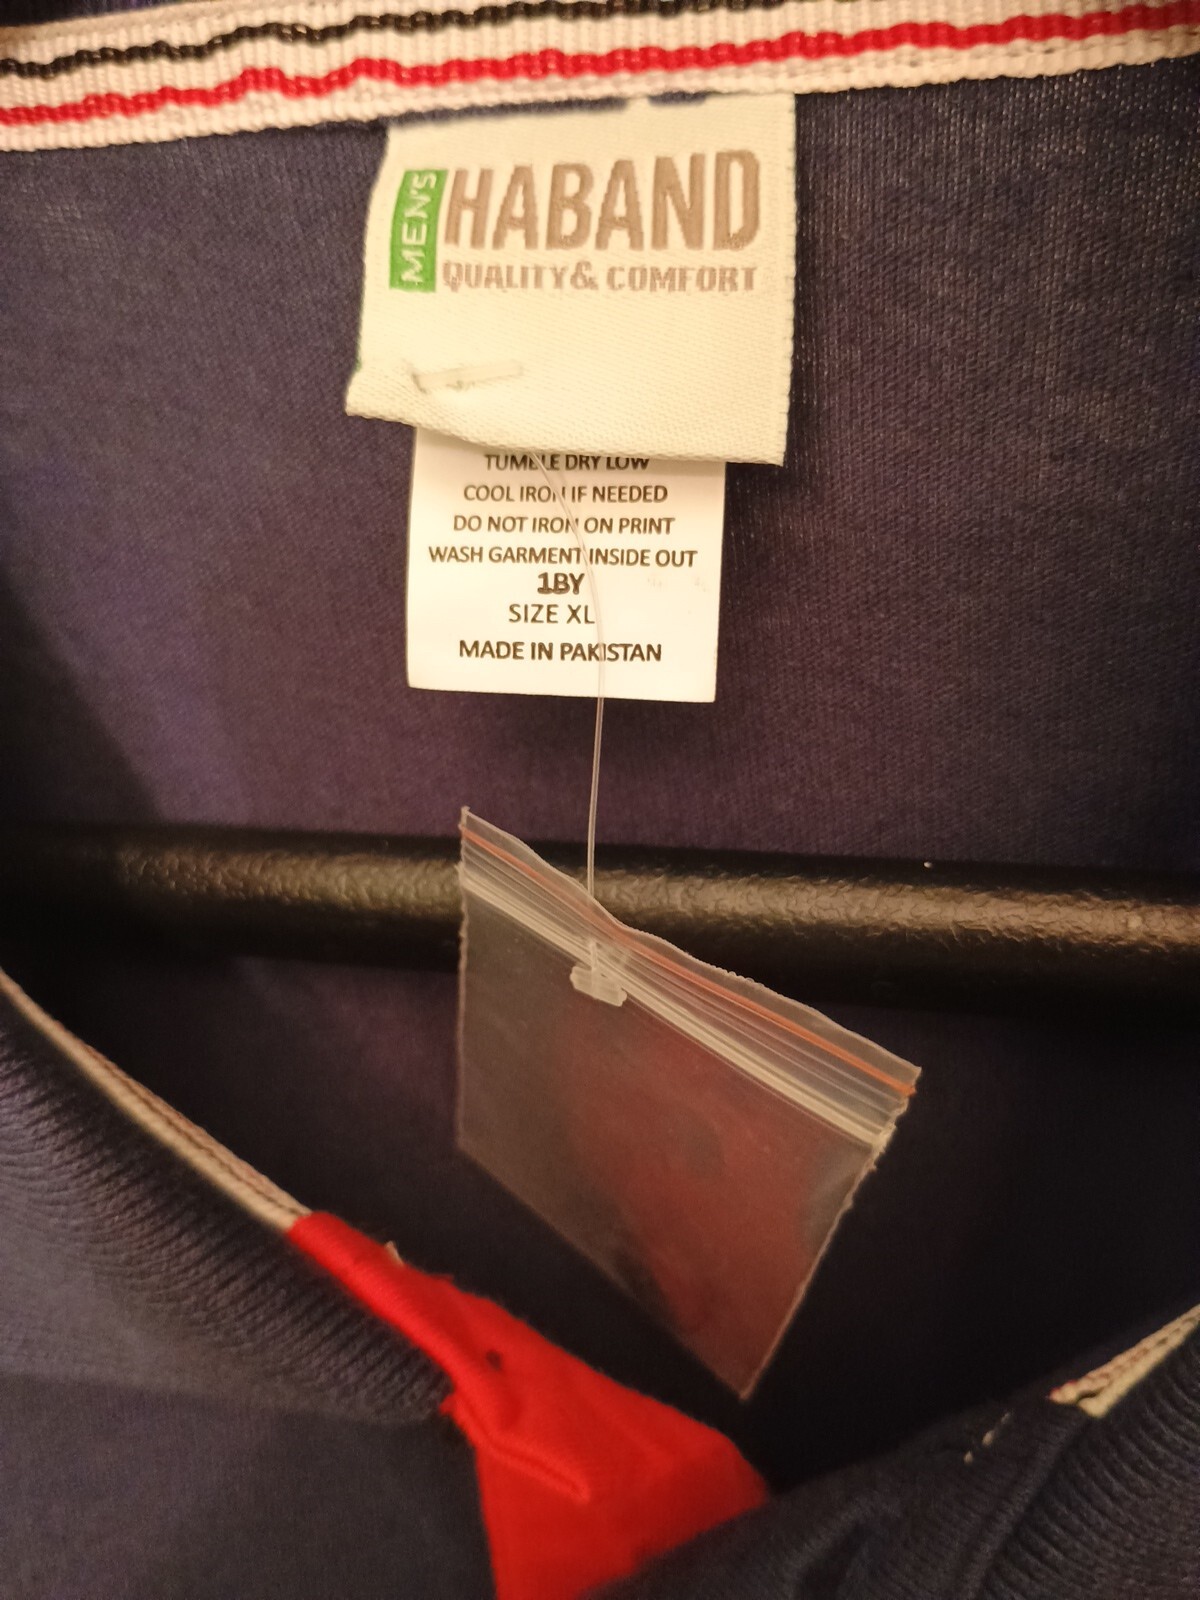 MEN'S
HABAND
QUALITY & COMFORT
TUMBLE DRY LOW
COOL IRON IF NEEDED
DO NOT IRON ON PRINT
WASH GARMENT INSIDE OUT
1BY
SIZE XL
MADE IN PAKISTAN